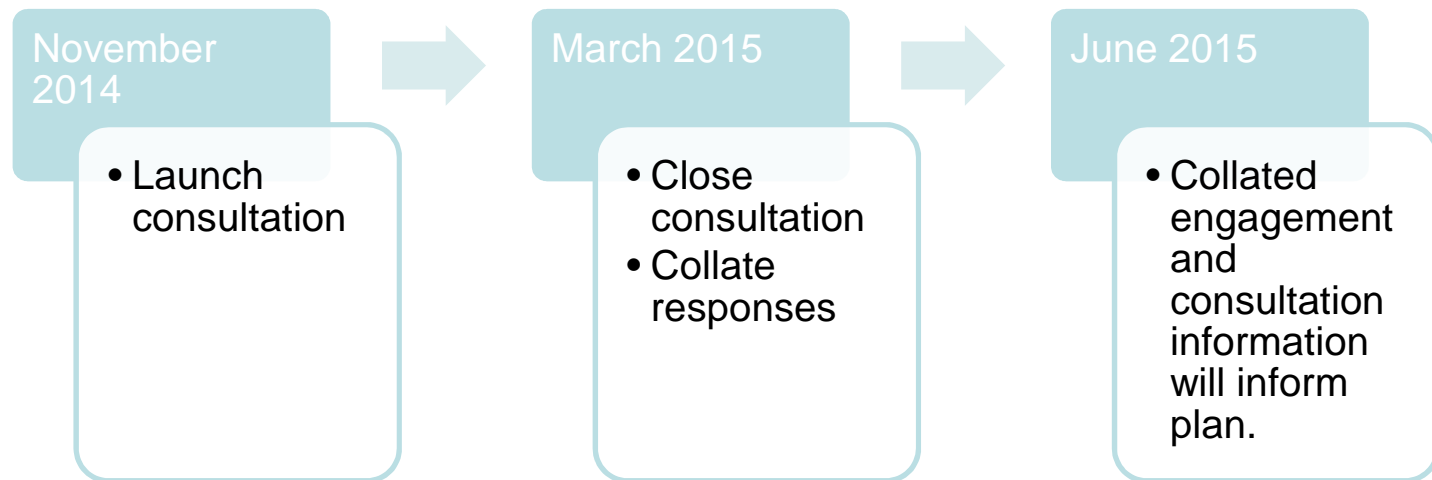 November
2014
• Launch
consultation
March 2015
• Close
consultation
• Collate
responses
June 2015
• Collated
engagement
and
consultation
information
will inform
plan.